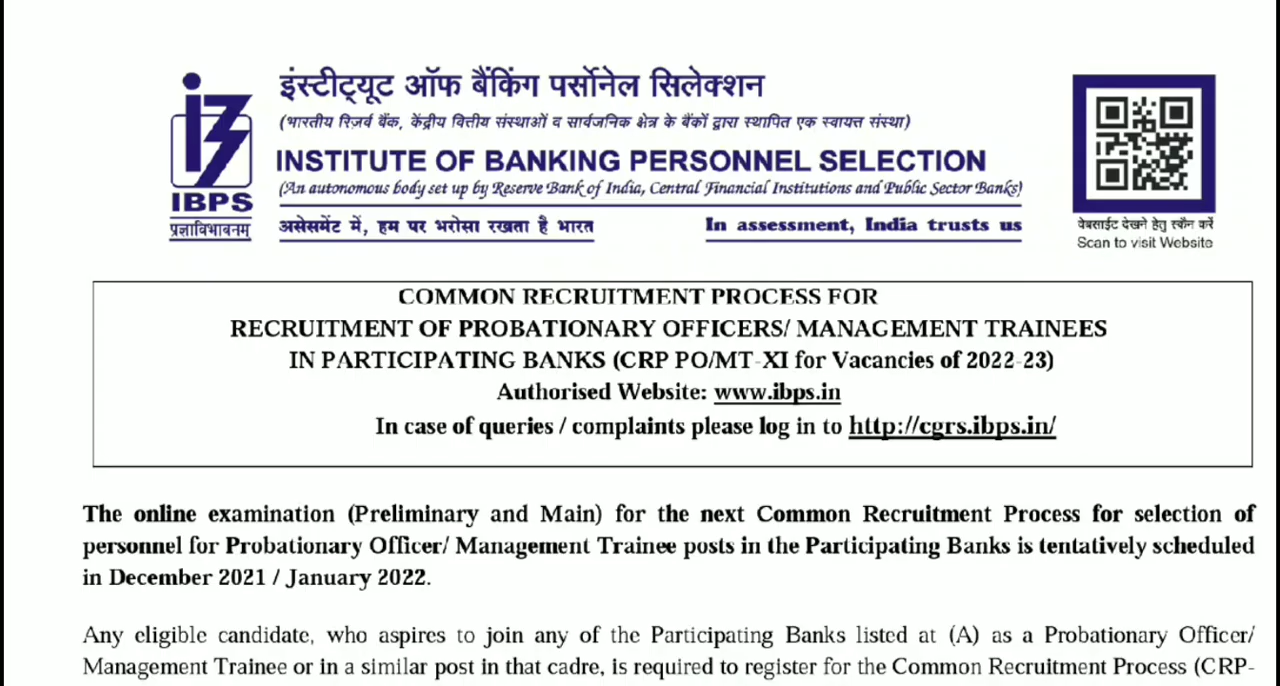 इंस्टीट्यूट ऑफ बैंकिंग पर्सोनेल सिलेक्शन
(भारतीय रिज़र्व बैंक, केंद्रीय वित्तीय संस्थाओं व सार्वजनिक क्षेत्र के बैंकों द्वारा स्थापित एक स्वायत्त संस्था)
INSTITUTE OF BANKING PERSONNEL SELECTION
(An autonomous body set up by Reserve Bank of India, Central Financial Institutions and Public Sector Banks)
IBPS
प्रज्ञाविभावनम्
असेसमेंट में, हम पर भरोसा रखता है भारत
In assessment, India trusts us
वेबसाईट देखने हेतु स्कॅन करें
Scan to visit Website
COMMON RECRUITMENT PROCESS FOR
RECRUITMENT OF PROBATIONARY OFFICERS/ MANAGEMENT TRAINEES
IN PARTICIPATING BANKS (CRP PO/MT-XI for Vacancies of 2022-23)
Authorised Website: www.ibps.in
In case of queries / complaints please log in to http://cgrs.ibps.in/
The online examination (Preliminary and Main) for the next Common Recruitment Process for selection of
personnel for Probationary Officer/ Management Trainee posts in the Participating Banks is tentatively scheduled
in December 2021 / January 2022.
Any eligible candidate, who aspires to join any of the Participating Banks listed at (A) as a Probationary Officer/
Management Trainee or in a similar post in that cadre, is required to register for the Common Recruitment Process (CRP-